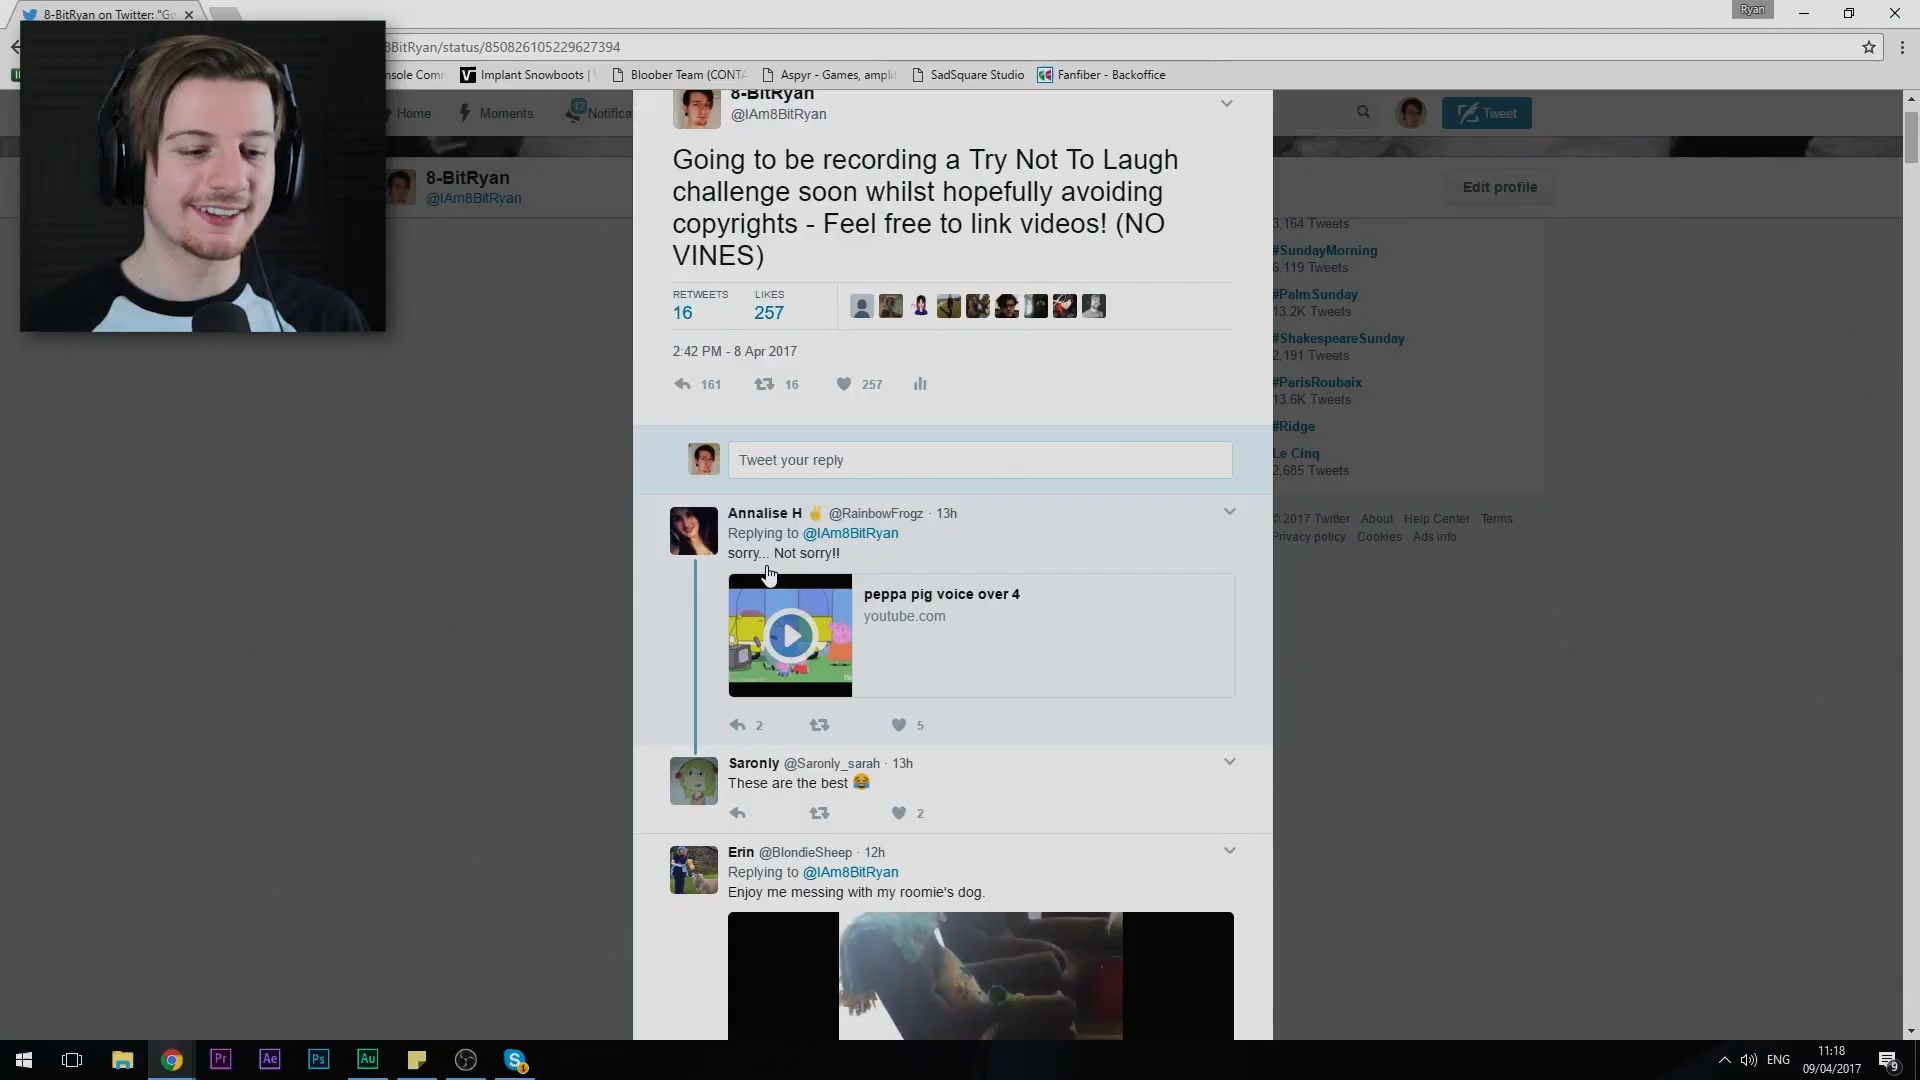 8-BitRyan on Twitter: "Go
Ryan
8BitRyan/status/850826105229627394
nsole Comm
Implant Snowboots |
Bloober Team (CONTA
Aspyr - Games, ampli
SadSquare Studio
Fanfiber - Backoffice
Home
Moments
12
Notifica
Tweet
8-BitRyan
@IAm8BitRyan
Edit profile
8-BitRyan
@IAm8BitRyan
Going to be recording a Try Not To Laugh
challenge soon whilst hopefully avoiding
copyrights - Feel free to link videos! (NO
VINES)
RETWEETS
16
LIKES
257
2:42 PM - 8 Apr 2017
161
16
257
Tweet your reply
Annalise H ✌ @RainbowFrogz · 13h
Replying to @IAm8BitRyan
sorry... Not sorry!!
peppa pig voice over 4
youtube.com
2
5
Saronly @Saronly_sarah · 13h
These are the best 😂
2
Erin @BlondieSheep · 12h
Replying to @IAm8BitRyan
Enjoy me messing with my roomie's dog.
3,164 Tweets
#SundayMorning
6,119 Tweets
#PalmSunday
13.2K Tweets
#ShakespeareSunday
2,191 Tweets
#ParisRoubaix
13.6K Tweets
#Ridge
Le Cinq
2,685 Tweets
© 2017 Twitter About Help Center Terms
Privacy policy Cookies Ads info
Pr
Ae
Ps
Au
ENG
11:18
09/04/2017
9